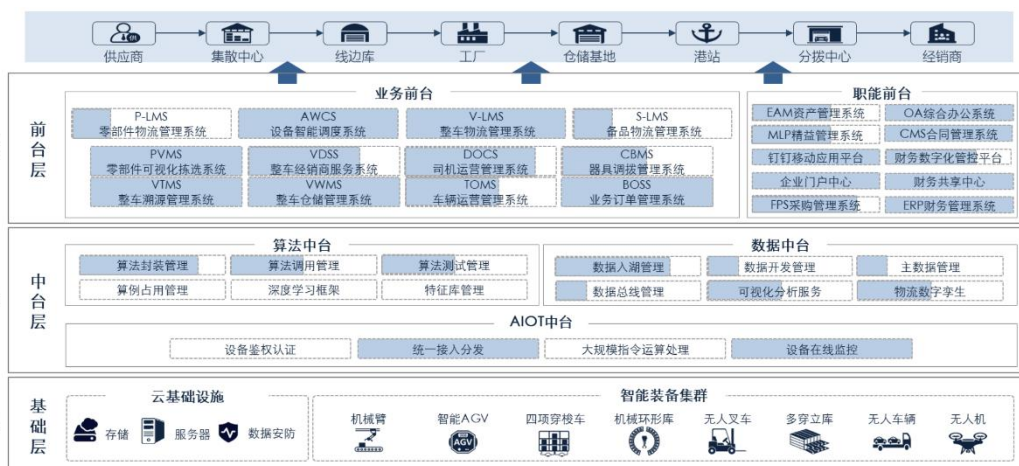 供应商 集散中心 线边库 工厂 仓储基地 港站 分拨中心 经销商
前台层
业务前台
P-LMS
零部件物流管理系统
AWCS
设备智能调度系统
V-LMS
整车物流管理系统
S-LMS
备品物流管理系统
PVMS
零部件可视化拣选系统
VDSS
整车经销商服务系统
DOCS
司机运营管理系统
CBMS
器具调拨管理系统
VTMS
整车溯源管理系统
VWMS
整车仓储管理系统
TOMS
车辆运营管理系统
BOSS
业务订单管理系统
职能前台
EAM资产管理系统 OA综合办公系统
MLP精益管理系统 CMS合同管理系统
钉钉移动应用平台 财务数字化管控平台
企业门户中心 财务共享中心
FPS采购管理系统 ERP财务管理系统
中台层
算法中台
算法封装管理 算法调用管理 算法测试管理
算例占用管理 深度学习框架 特征库管理
数据中台
数据入湖管理 数据开发管理 主数据管理
数据总线管理 可视化分析服务 物流数字孪生
AIOT中台
设备鉴权认证 统一接入分发 大规模指令运算处理 设备在线监控
基础层
云基础设施
存储 服务器 数据安防
智能装备集群
机械臂 智能AGV 四项穿梭车 机械环形库 无人叉车 多穿立库 无人车辆 无人机
AGV